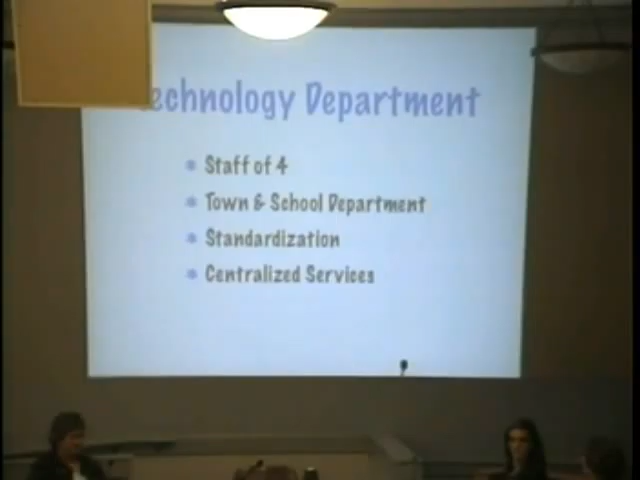 echnology Department
Staff of 4
Town & School Department
Standardization
Centralized Services